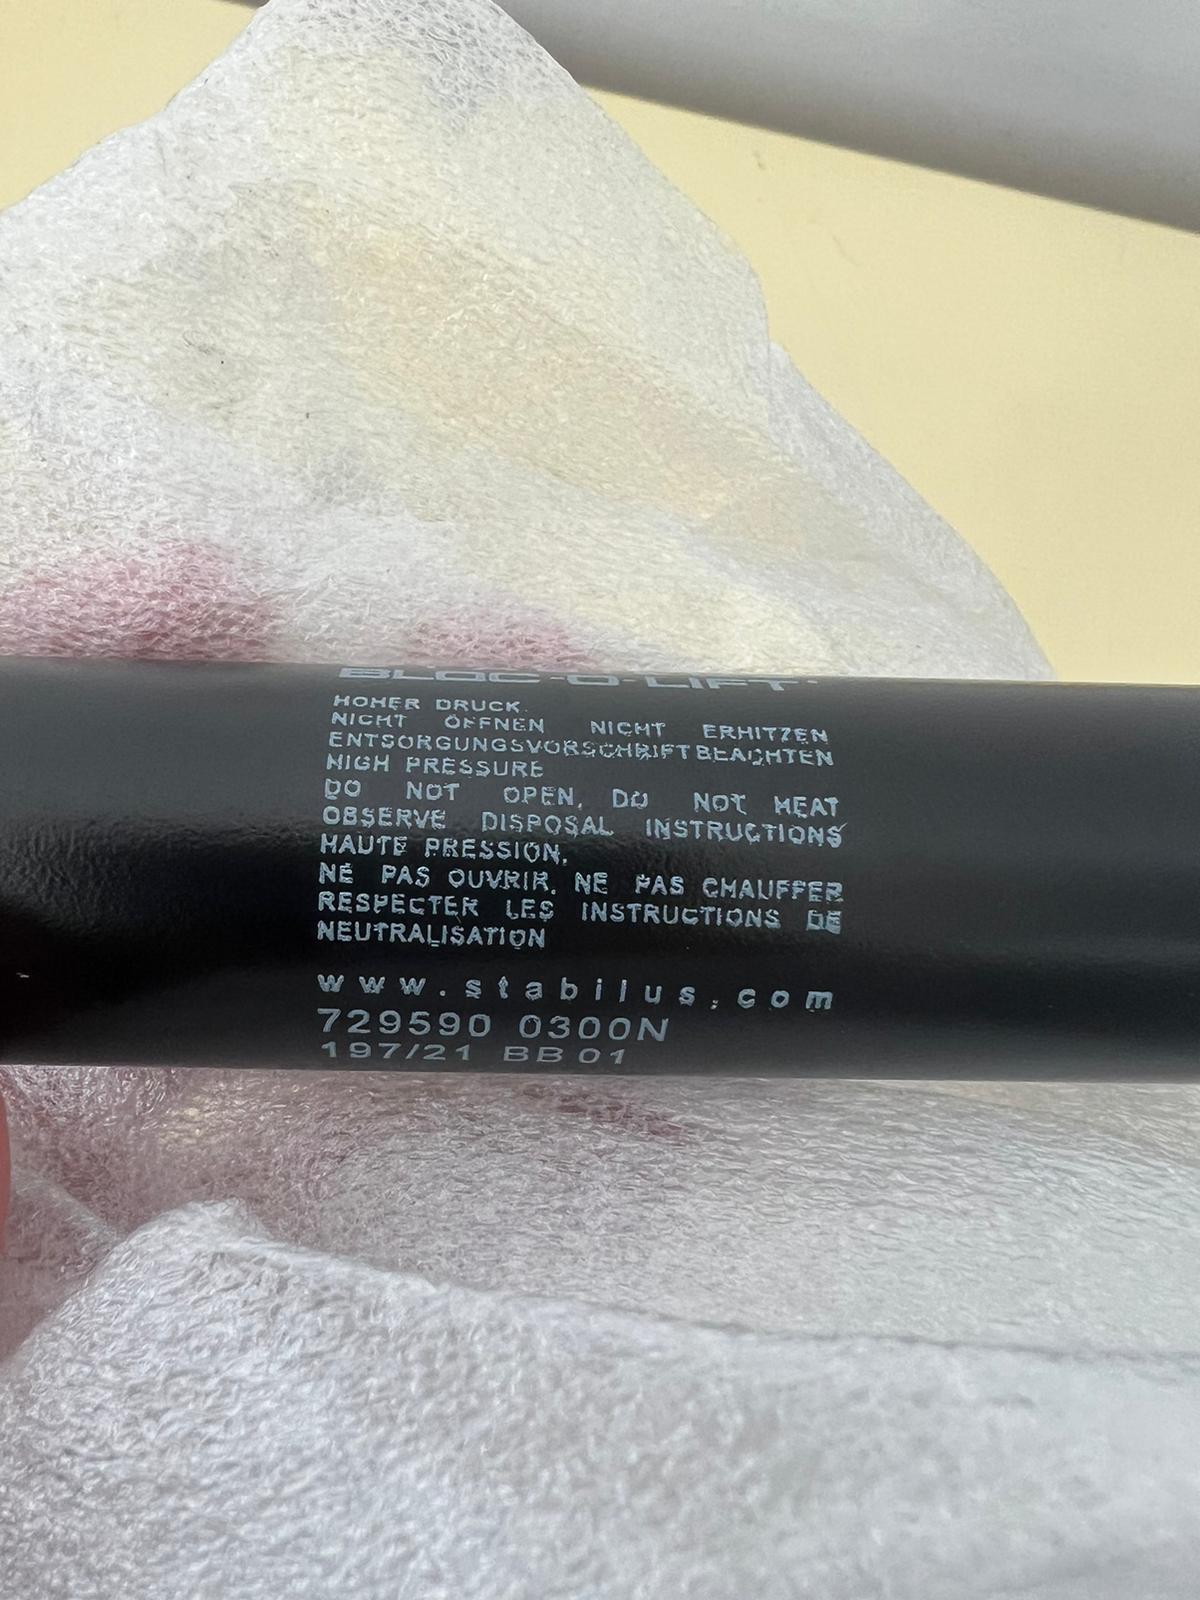 BLOC-O-LIFT
HOHER DRUCK.
NICHT ÖFFNEN NICHT ERHITZEN
ENTSORGUNGSVORSCHRIFT BEACHTEN
HIGH PRESSURE
DO NOT OPEN, DO NOT HEAT
OBSERVE DISPOSAL INSTRUCTIONS
HAUTE PRESSION,
NE PAS OUVRIR, NE PAS CHAUFFER
RESPECTER LES INSTRUCTIONS DE
NEUTRALISATION
www.stabilus.com
729590 0300N
197/21 BB01